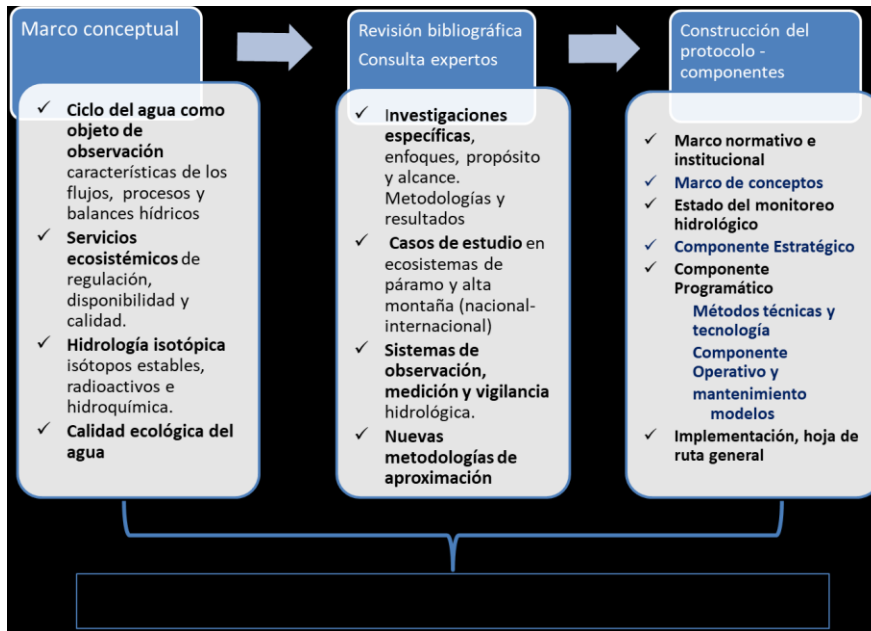 Marco conceptual
✓ Ciclo del agua como
objeto de
observación
características de los
flujos, procesos y
balances hídricos
✓ Servicios
ecosistémicos de
regulación,
disponibilidad y
calidad.
✓ Hidrología isotópica
isótopos estables,
radioactivos e
hidroquímica.
✓ Calidad ecológica del
agua
Revisión bibliográfica
Consulta expertos
✓ Investigaciones
específicas, enfoques, propósito
y alcance.
Metodologías y
resultados
✓ Casos de estudio en
ecosistemas de
páramo y alta
montaña (nacional-
internacional)
✓ Sistemas de
observación,
medición y vigilancia
hidrológica.
✓ Nuevas
metodologías de
aproximación
Construcción del
protocolo -
componentes
✓ Marco normativo e
institucional
✓ Marco de conceptos
✓ Estado del monitoreo
hidrológico
✓ Componente Estratégico
✓ Componente
Programático
Métodos técnicas y
tecnología
Componente
Operativo y
mantenimiento
modelos
✓ Implementación, hoja de
ruta general